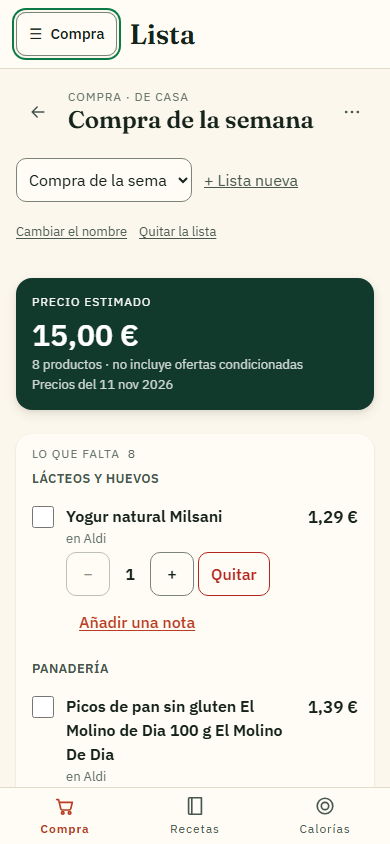 ☰ Compra
Lista
COMPRA · DE CASA
Compra de la semana
Compra de la sema
+ Lista nueva
Cambiar el nombre
Quitar la lista
PRECIO ESTIMADO
15,00 €
8 productos · no incluye ofertas condicionadas
Precios del 11 nov 2026
LO QUE FALTA 8
LÁCTEOS Y HUEVOS
Yogur natural Milsani
1,29 €
en Aldi
− 1 + Quitar
Añadir una nota
PANADERÍA
Picos de pan sin gluten El
1,39 €
Molino de Dia 100 g El Molino
De Dia
en Aldi
Compra
Recetas
Calorías